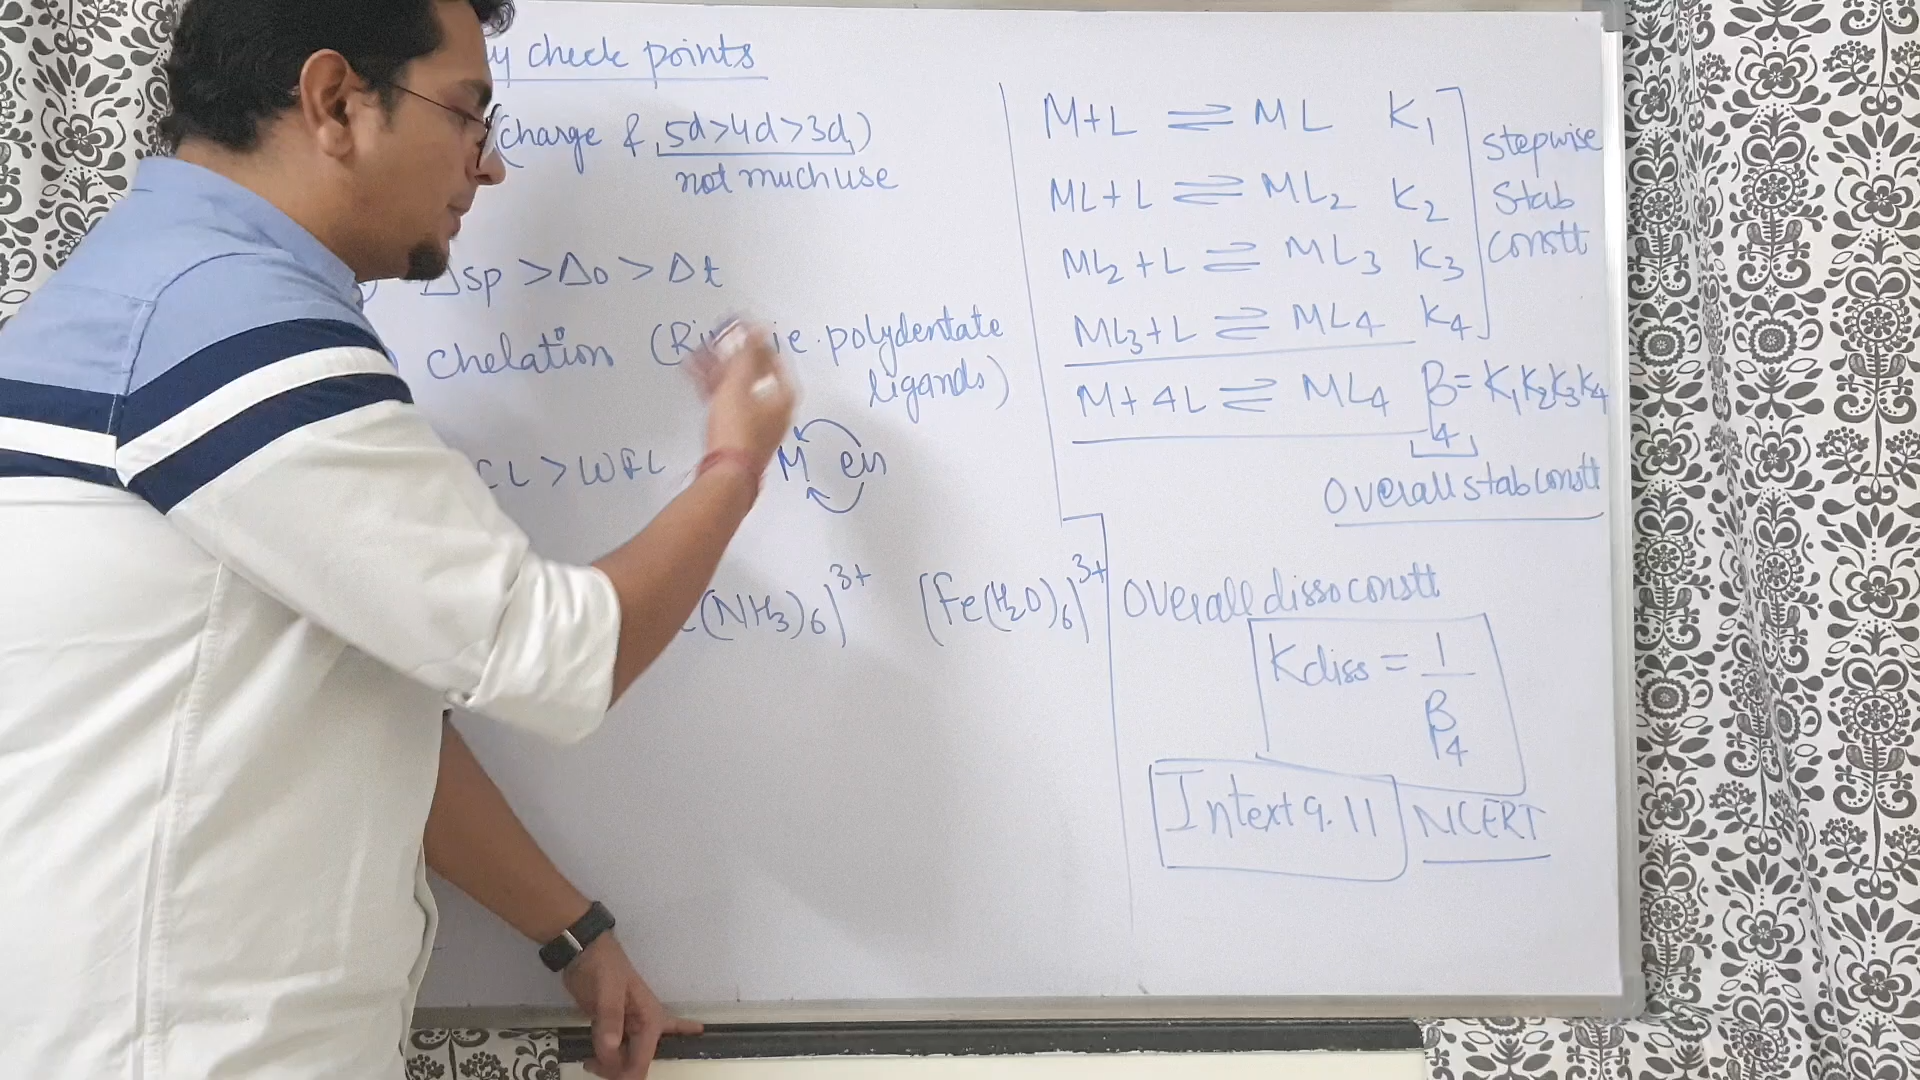 check points
(charge & 5d>4d>3d)
not much use
Δsp > Δo > Δt
Chelation ( ie. polydentate
ligands)
> WFL M en
(NH3)6]3+ [Fe(H2O)6]3+
M+L ⇌ ML K1
ML+L ⇌ ML2 K2
ML2+L ⇌ ML3 K3
ML3+L ⇌ ML4 K4
stepwise
stab
constt
M+4L ⇌ ML4 β4 = K1K2K3K4
Overall stab constt
Overall disso constt
Kdiss = 1/β4
Intext 9.11 NCERT